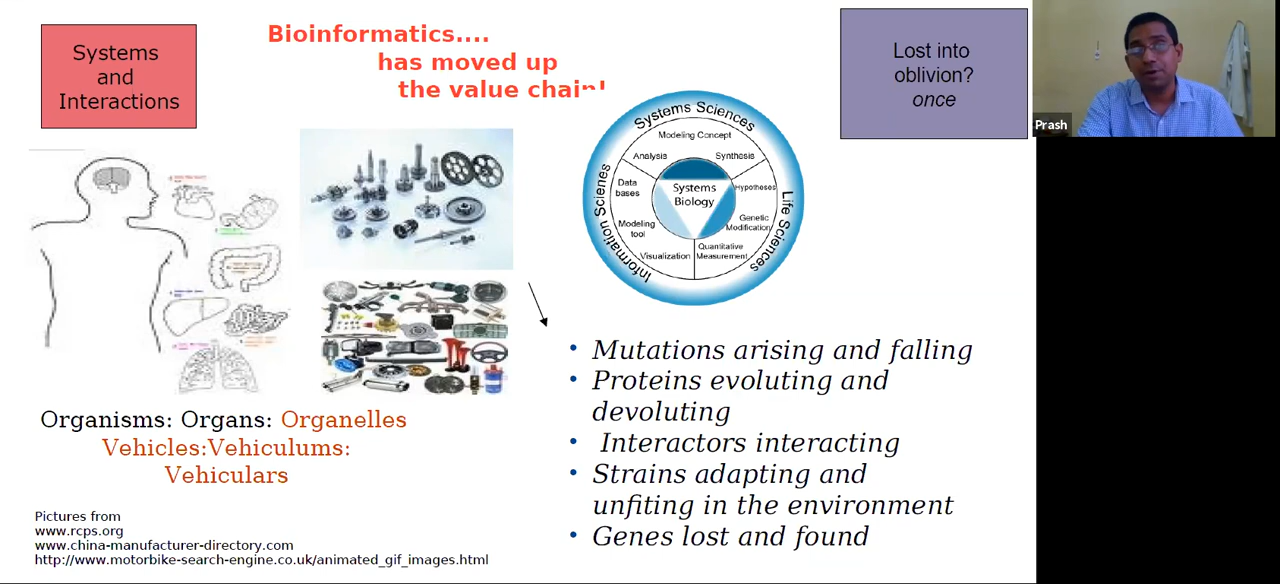 Systems
and
Interactions
Bioinformatics....
has moved up
the value chain!
Lost into
oblivion?
once
Prash
Systems Sciences
Modeling Concept
Analysis
Synthesis
Data
bases
Systems
Biology
Hypotheses
Genetic
Modification
Modeling
tool
Visualization
Quantitative
Measurement
Information Scienes
Life Sciences
• Mutations arising and falling
• Proteins evoluting and
devoluting
• Interactors interacting
• Strains adapting and
unfiting in the environment
• Genes lost and found
Organisms: Organs: Organelles
Vehicles:Vehiculums:
Vehiculars
Pictures from
www.rcps.org
www.china-manufacturer-directory.com
http://www.motorbike-search-engine.co.uk/animated_gif_images.html